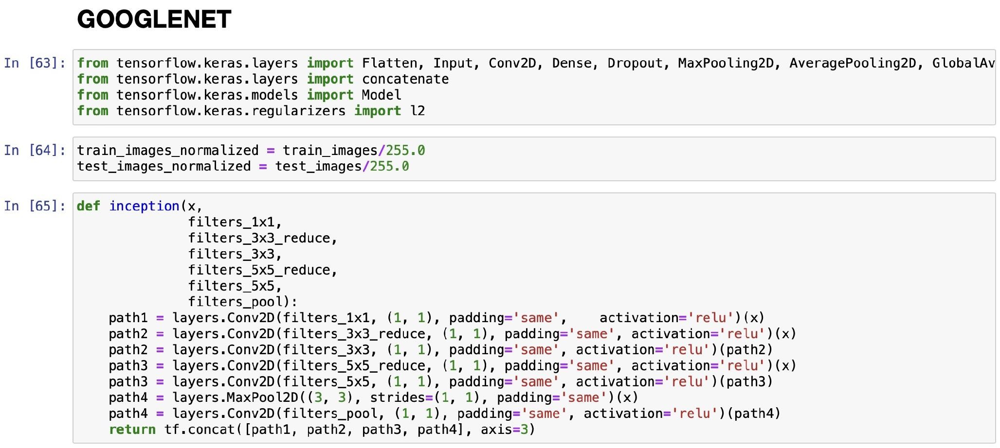 GOOGLENET
In [63]: from tensorflow.keras.layers import Flatten, Input, Conv2D, Dense, Dropout, MaxPooling2D, AveragePooling2D, GlobalAv
from tensorflow.keras.layers import concatenate
from tensorflow.keras.models import Model
from tensorflow.keras.regularizers import l2
In [64]: train_images_normalized = train_images/255.0
test_images_normalized = test_images/255.0
In [65]: def inception(x,
              filters_1x1,
              filters_3x3_reduce,
              filters_3x3,
              filters_5x5_reduce,
              filters_5x5,
              filters_pool):
    path1 = layers.Conv2D(filters_1x1, (1, 1), padding='same',    activation='relu')(x)
    path2 = layers.Conv2D(filters_3x3_reduce, (1, 1), padding='same', activation='relu')(x)
    path2 = layers.Conv2D(filters_3x3, (1, 1), padding='same', activation='relu')(path2)
    path3 = layers.Conv2D(filters_5x5_reduce, (1, 1), padding='same', activation='relu')(x)
    path3 = layers.Conv2D(filters_5x5, (1, 1), padding='same', activation='relu')(path3)
    path4 = layers.MaxPool2D((3, 3), strides=(1, 1), padding='same')(x)
    path4 = layers.Conv2D(filters_pool, (1, 1), padding='same', activation='relu')(path4)
    return tf.concat([path1, path2, path3, path4], axis=3)